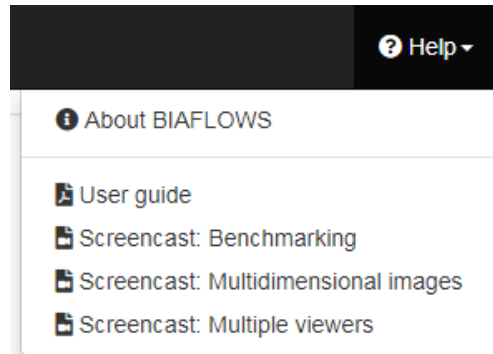 Help
About BIAFLOWS
User guide
Screencast: Benchmarking
Screencast: Multidimensional images
Screencast: Multiple viewers